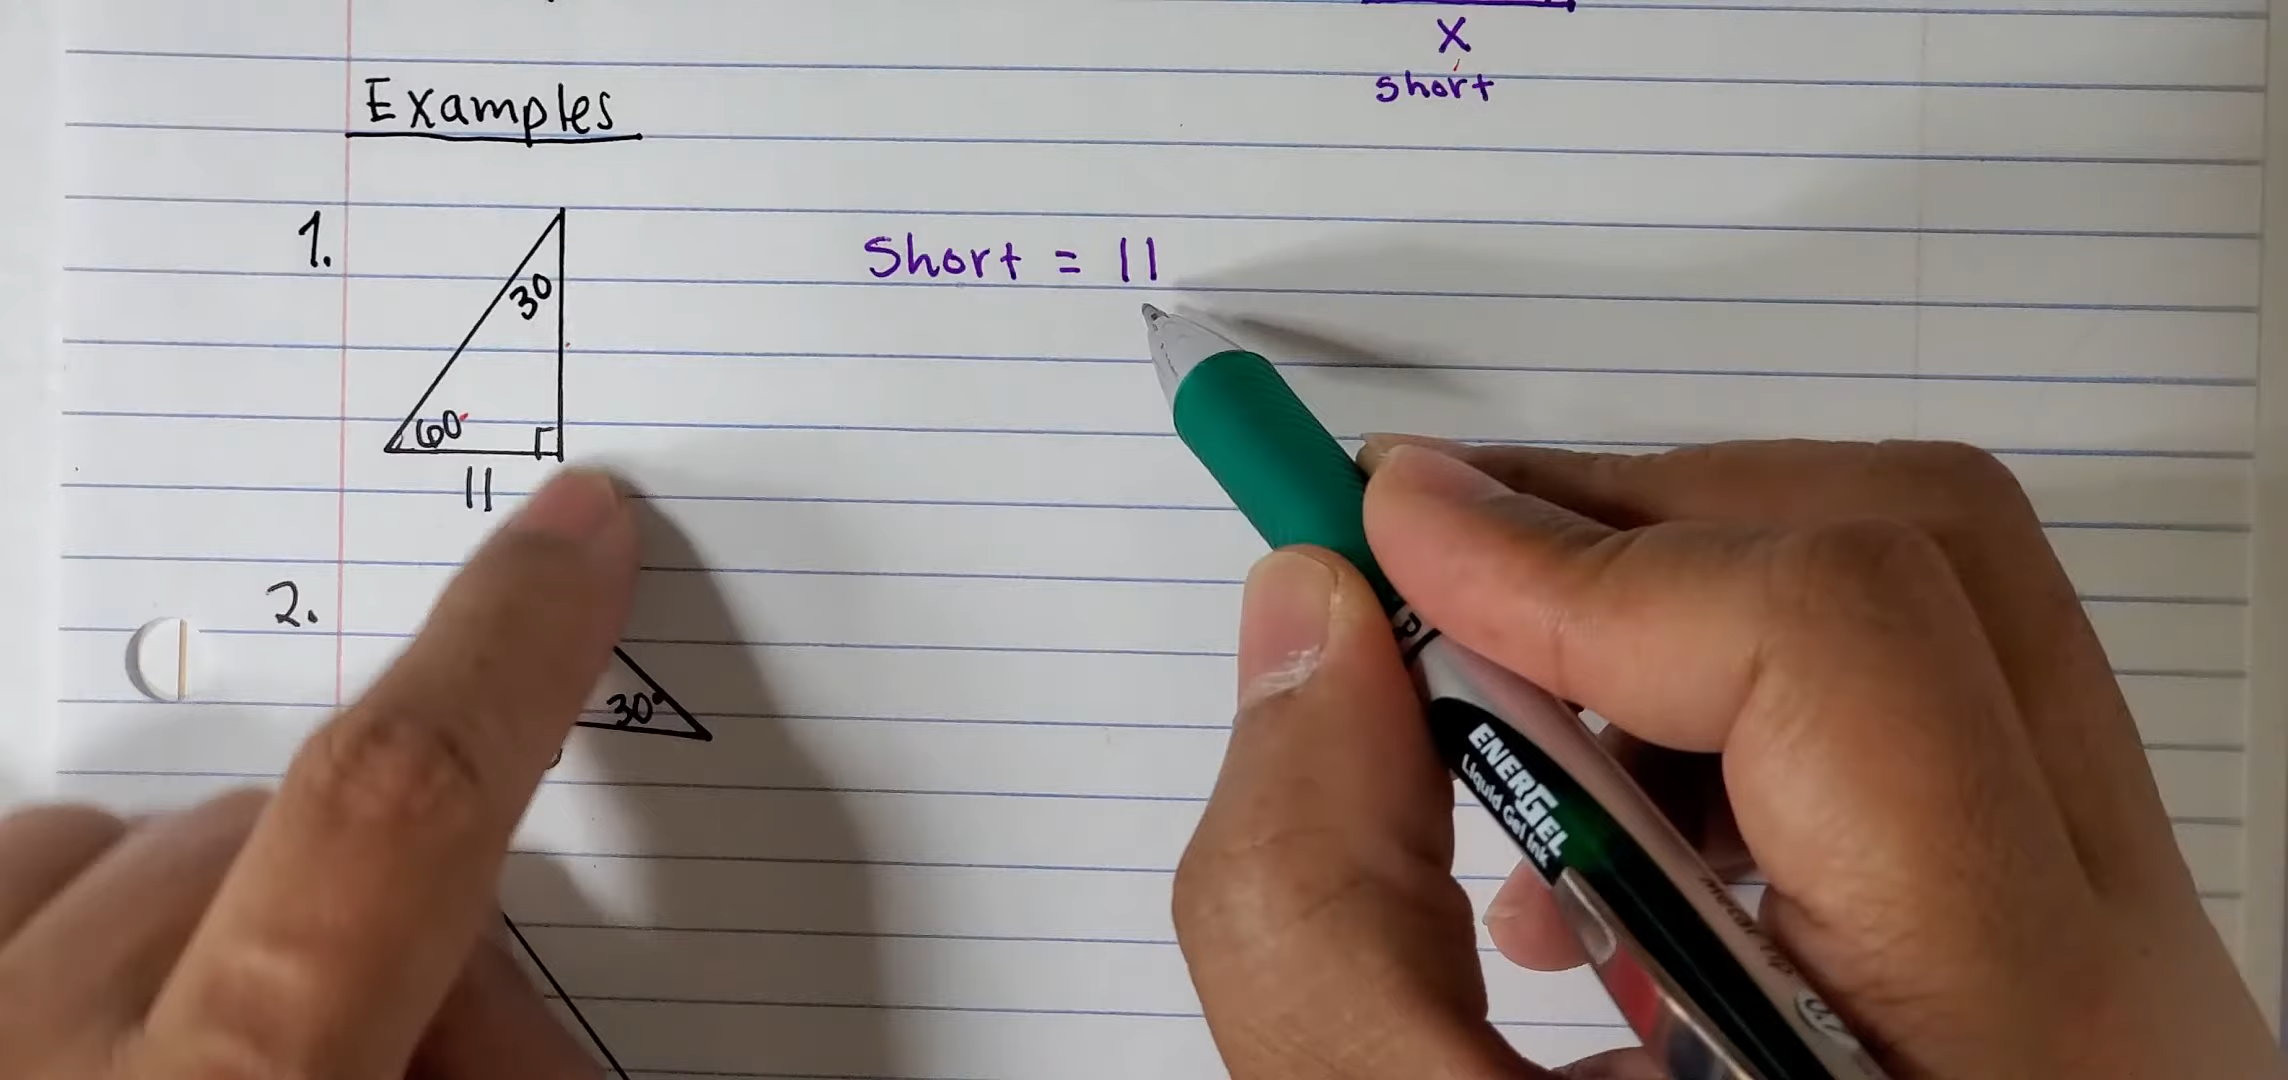 X
short
Examples
1.
30
60°
11
Short = 11
2.
30°
ENERGEL
Liquid Gel Ink